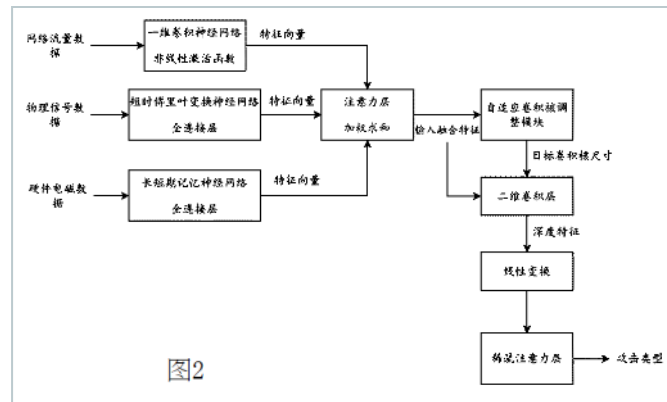 网络流量数
据
一维卷积神经网络
非线性激活函数
特征向量
物理信号数
据
短时傅里叶变换神经网络
全连接层
特征向量
注意力层
加权求和
输入融合特征
自适应卷积核调
整模块
目标卷积核尺寸
硬件电磁数
据
长短期记忆神经网络
全连接层
特征向量
二维卷积层
深度特征
线性变换
稀疏注意力层
攻击类型
图2